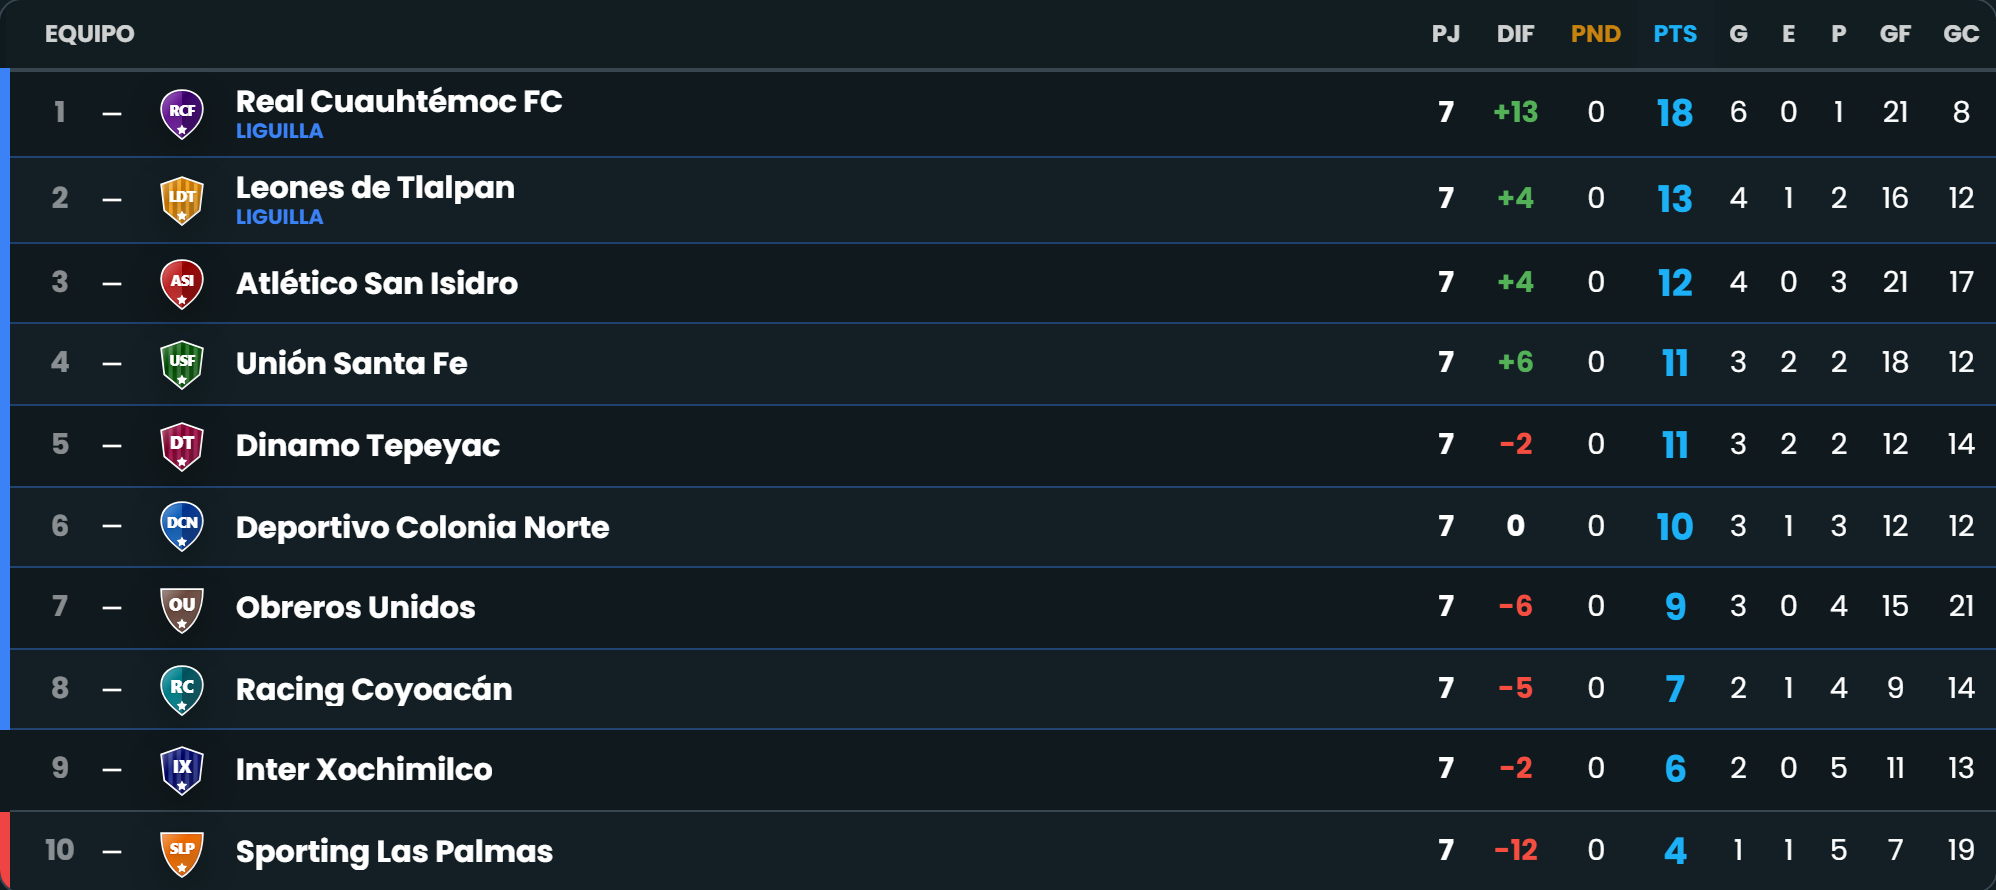 EQUIPO PJ DIF PND PTS G E P GF GC
1 – RCF Real Cuauhtémoc FC 7 +13 0 18 6 0 1 21 8
LIGUILLA
2 – LDT Leones de Tlalpan 7 +4 0 13 4 1 2 16 12
LIGUILLA
3 – ASI Atlético San Isidro 7 +4 0 12 4 0 3 21 17
4 – USF Unión Santa Fe 7 +6 0 11 3 2 2 18 12
5 – DT Dinamo Tepeyac 7 -2 0 11 3 2 2 12 14
6 – DCN Deportivo Colonia Norte 7 0 0 10 3 1 3 12 12
7 – OU Obreros Unidos 7 -6 0 9 3 0 4 15 21
8 – RC Racing Coyoacán 7 -5 0 7 2 1 4 9 14
9 – IX Inter Xochimilco 7 -2 0 6 2 0 5 11 13
10 – SLP Sporting Las Palmas 7 -12 0 4 1 1 5 7 19